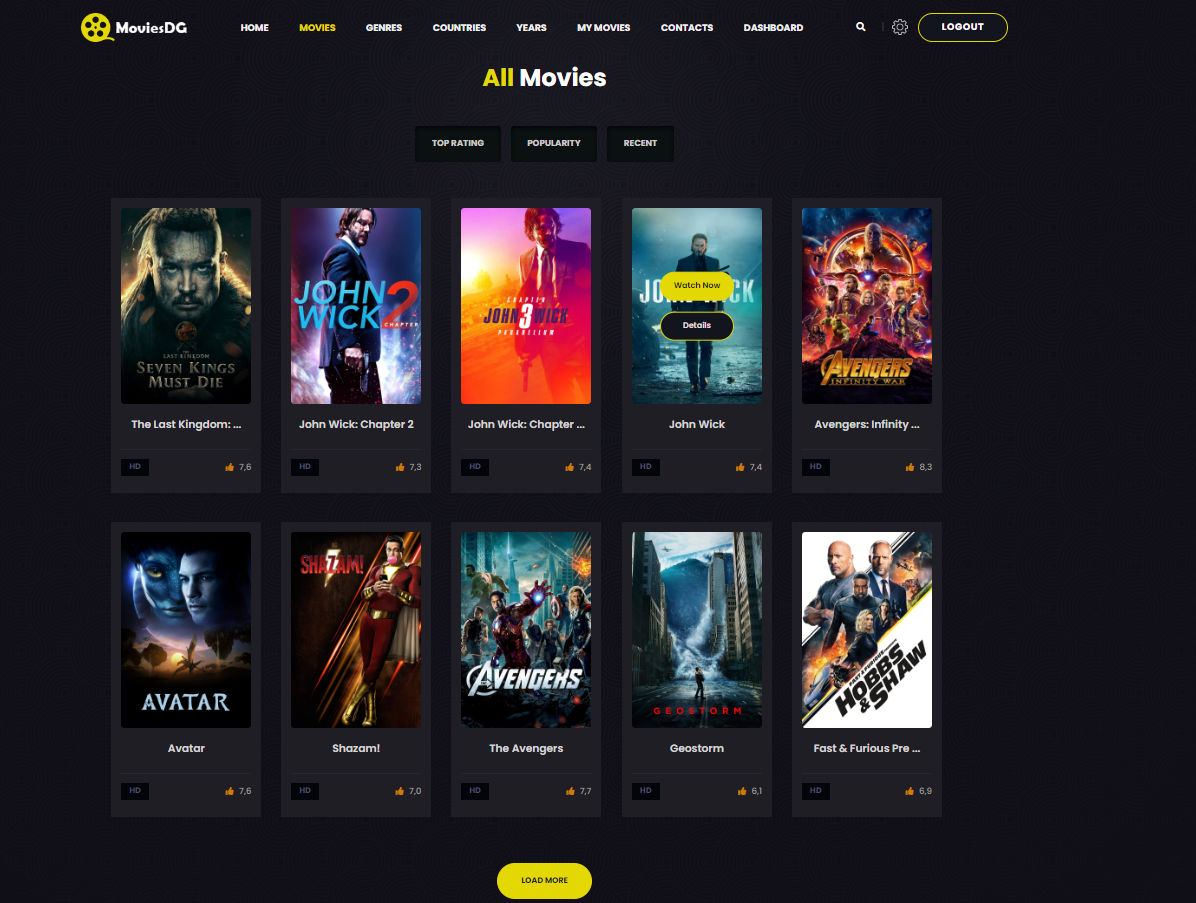 MoviesDG
HOME MOVIES GENRES COUNTRIES YEARS MY MOVIES CONTACTS DASHBOARD LOGOUT
All Movies
TOP RATING POPULARITY RECENT
THE LAST KINGDOM
SEVEN KINGS
MUST DIE
JOHN
WICK 2
CHAPTER
CHAPTER
JOHN 3 WICK
PARABELLUM
JOHN WICK
Watch Now
Details
AVENGERS
INFINITY WAR
The Last Kingdom: ... John Wick: Chapter 2 John Wick: Chapter ... John Wick Avengers: Infinity ...
HD 7,6 HD 7,3 HD 7,4 HD 7,4 HD 8,3
AVATAR
SHAZAM!
AVENGERS
GEOSTORM
FAST & FURIOUS
HOBBS
& SHAW
Avatar Shazam! The Avengers Geostorm Fast & Furious Pre ...
HD 7,6 HD 7,0 HD 7,7 HD 6,1 HD 6,9
LOAD MORE